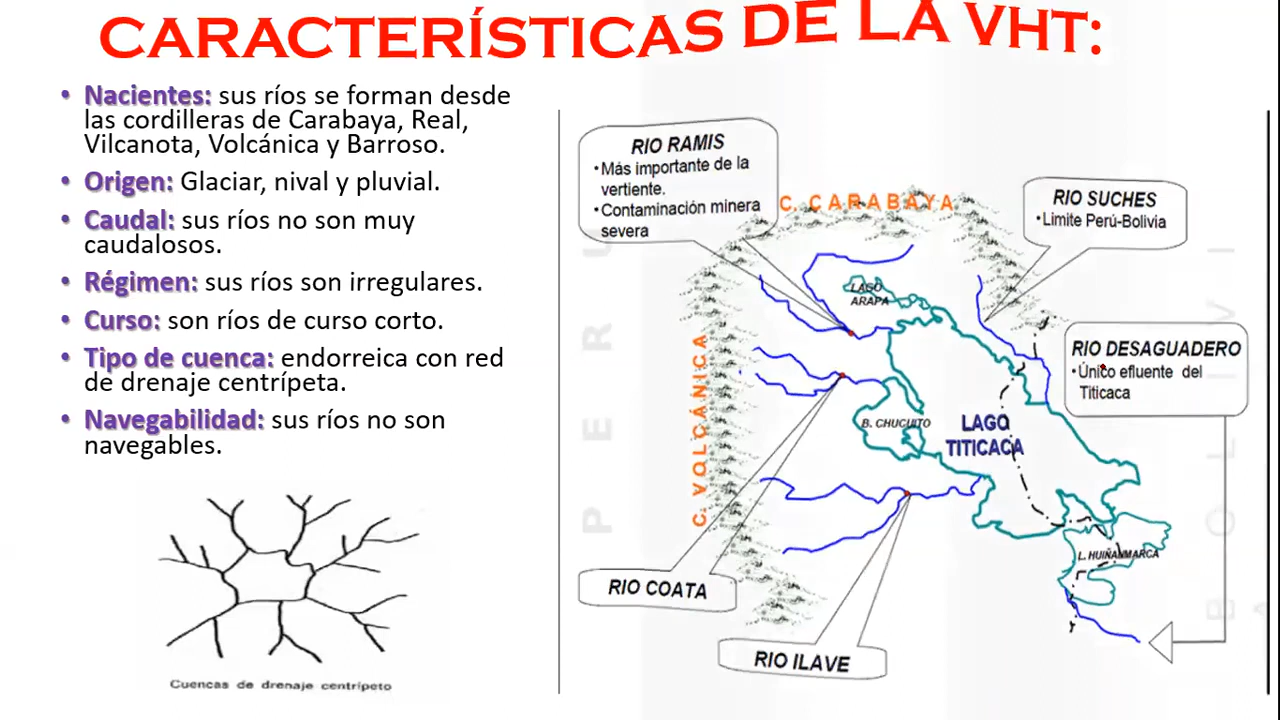 CARACTERÍSTICAS DE LA VHT:
• Nacientes: sus ríos se forman desde
las cordilleras de Carabaya, Real,
Vilcanota, Volcánica y Barroso.
• Origen: Glaciar, nival y pluvial.
• Caudal: sus ríos no son muy
caudalosos.
• Régimen: sus ríos son irregulares.
• Curso: son ríos de curso corto.
• Tipo de cuenca: endorreica con red
de drenaje centrípeta.
• Navegabilidad: sus ríos no son
navegables.
Cuencas de drenaje centrípeto
RIO RAMIS
•Más importante de la
vertiente.
•Contaminación minera
severa
C. CARABAYA
RIO SUCHES
•Limite Perú-Bolivia
LAGO
ARAPA
RIO DESAGUADERO
•Único efluente del
Titicaca
C. VOLCÁNICA
PERU
B. CHUCUITO
LAGO
TITICACA
BOLIVIA
L. HUIÑANMARCA
RIO COATA
RIO ILAVE